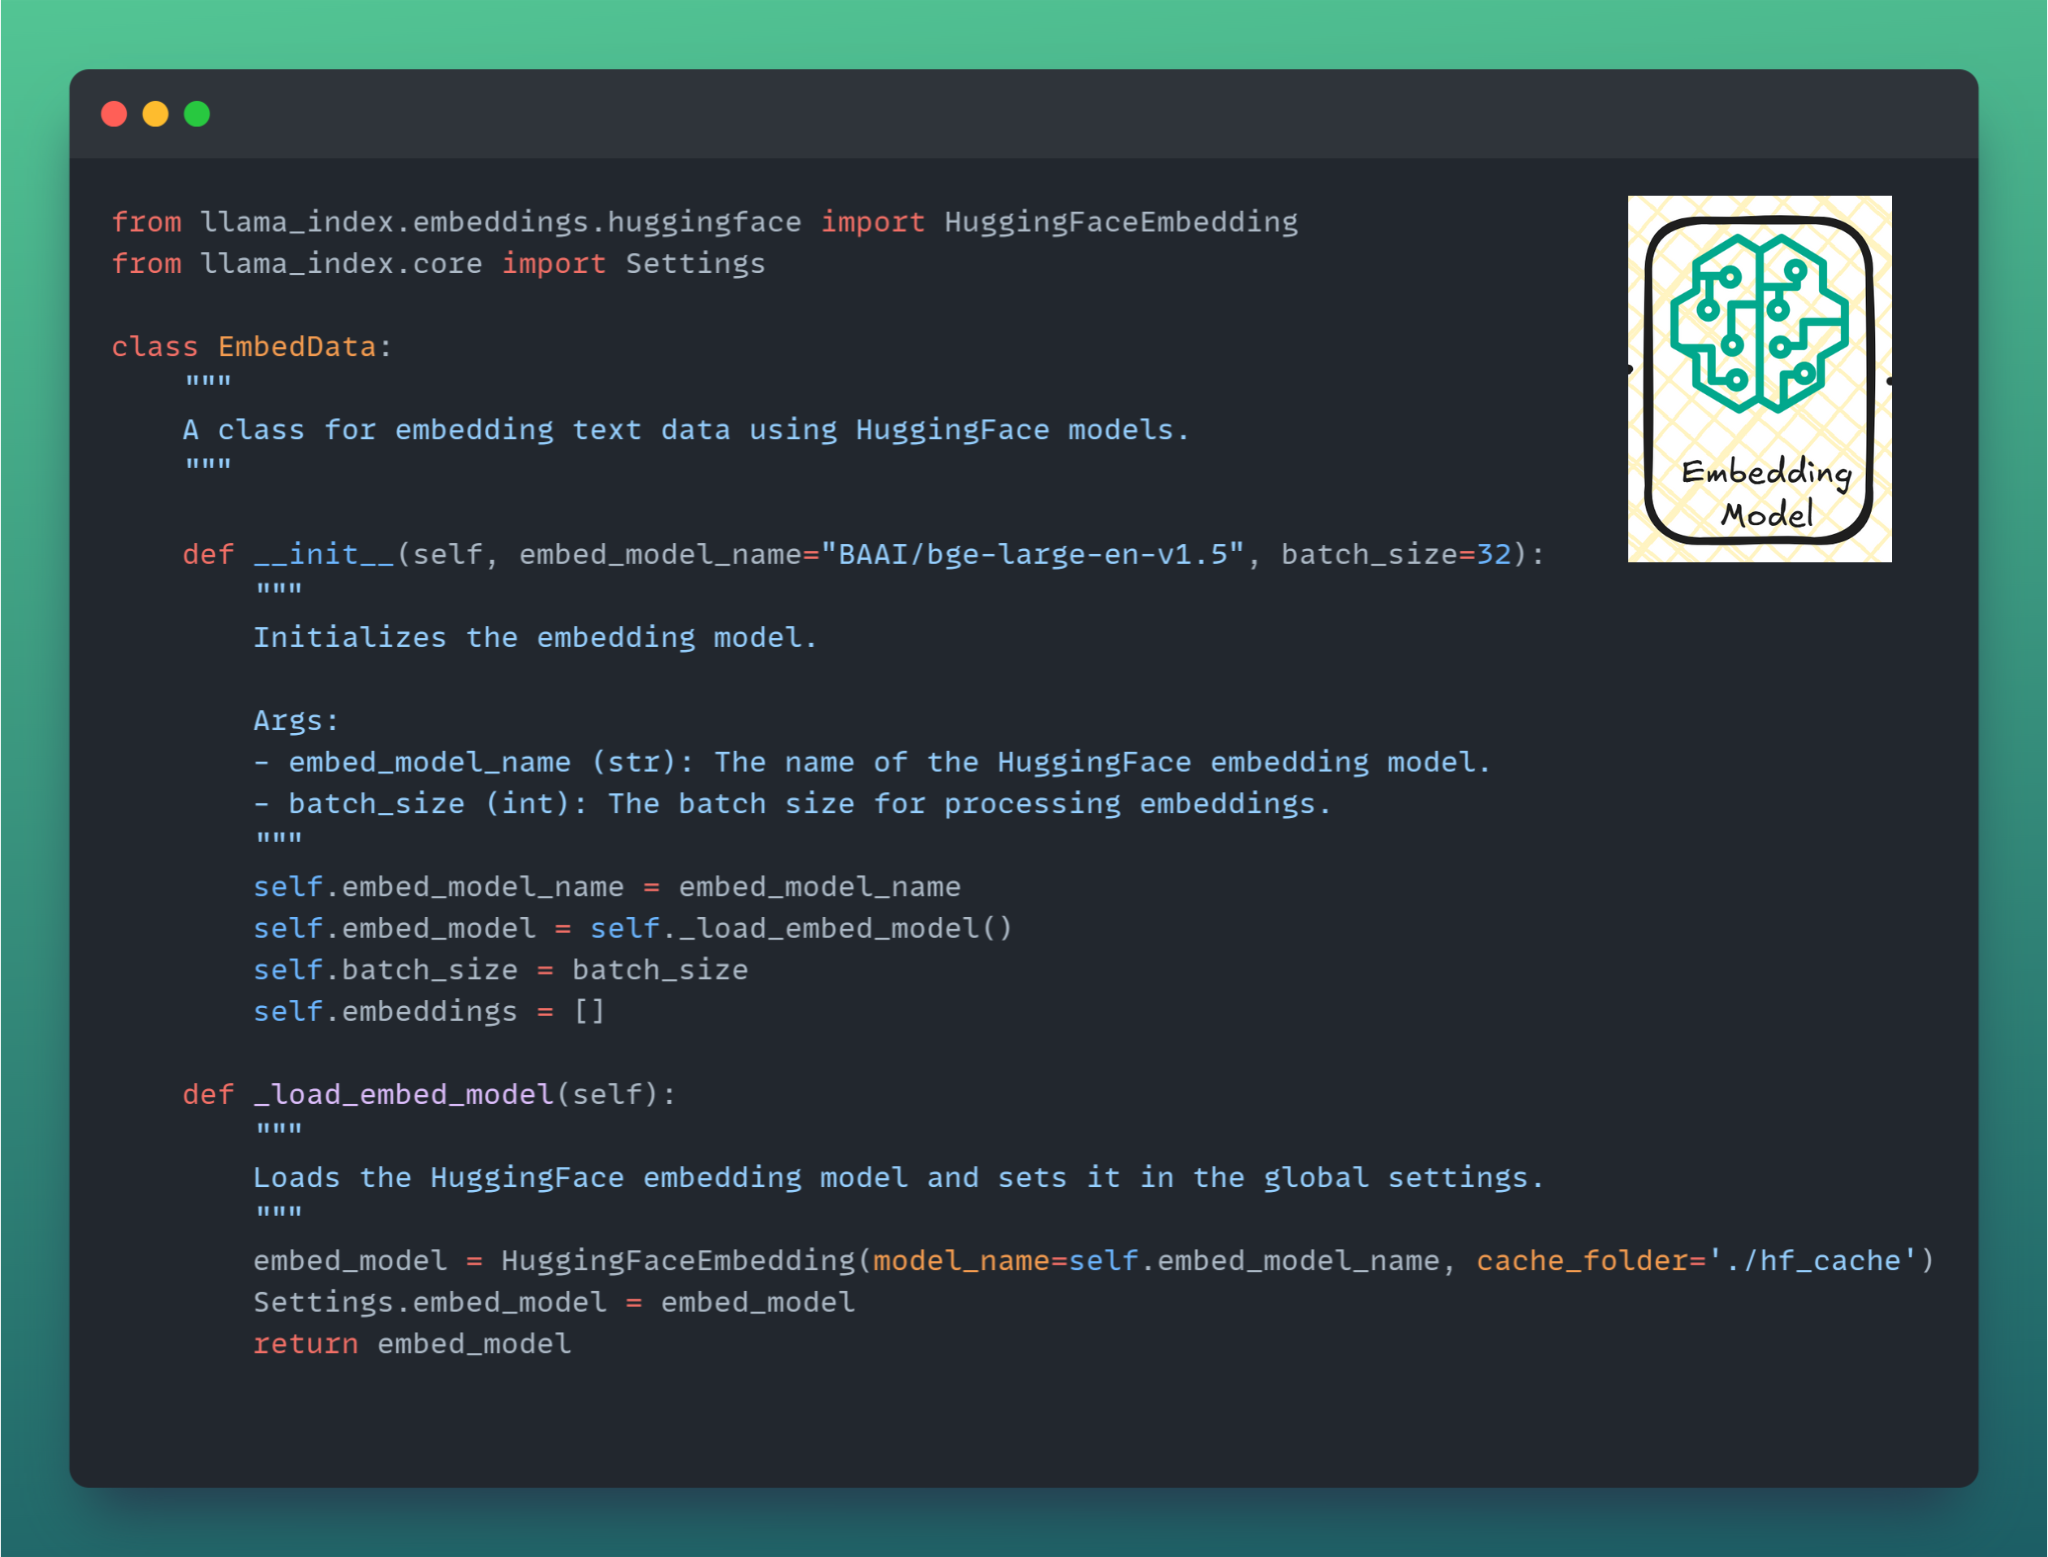 from llama_index.embeddings.huggingface import HuggingFaceEmbedding
from llama_index.core import Settings
class EmbedData:
"""
A class for embedding text data using HuggingFace models.
"""
def __init__(self, embed_model_name="BAAI/bge-large-en-v1.5", batch_size=32):
"""
Initializes the embedding model.
Args:
- embed_model_name (str): The name of the HuggingFace embedding model.
- batch_size (int): The batch size for processing embeddings.
"""
self.embed_model_name = embed_model_name
self.embed_model = self._load_embed_model()
self.batch_size = batch_size
self.embeddings = []
def _load_embed_model(self):
"""
Loads the HuggingFace embedding model and sets it in the global settings.
"""
embed_model = HuggingFaceEmbedding(model_name=self.embed_model_name, cache_folder='./hf_cache')
Settings.embed_model = embed_model
return embed_model
Embedding
Model